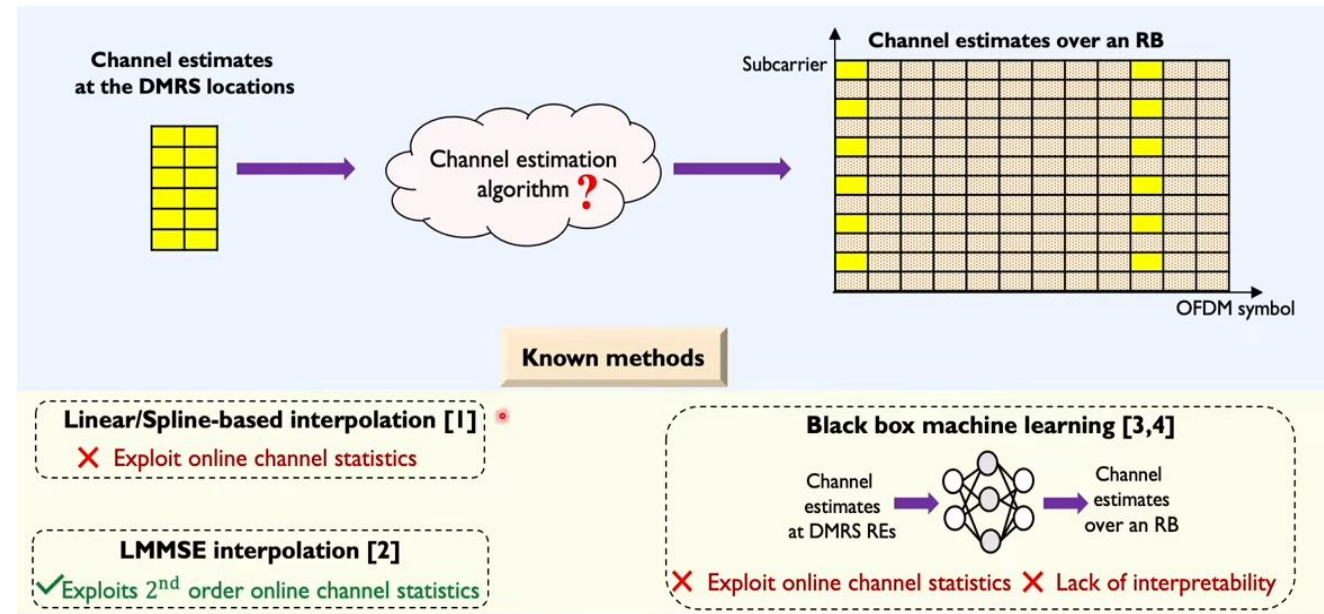 Channel estimates
at the DMRS locations
Channel estimation
algorithm ?
Channel estimates over an RB
Subcarrier
OFDM symbol
Known methods
Linear/Spline-based interpolation [1]
✗ Exploit online channel statistics
LMMSE interpolation [2]
✓Exploits 2nd order online channel statistics
Black box machine learning [3,4]
Channel
estimates
at DMRS REs
Channel
estimates
over an RB
✗ Exploit online channel statistics ✗ Lack of interpretability